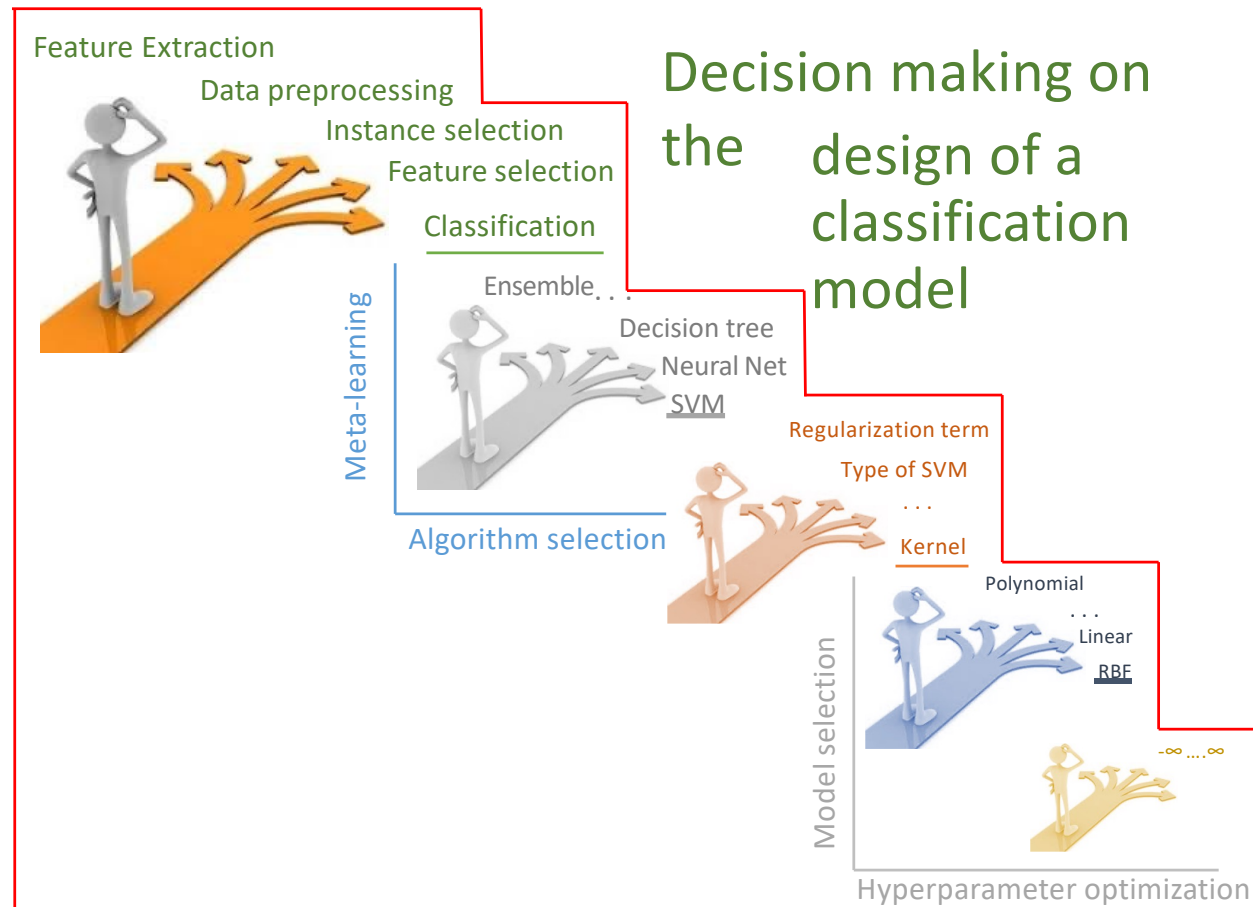 Feature Extraction
Data preprocessing
Instance selection
Feature selection
Classification
Decision making on
the design of a
classification
model
Meta-learning
Ensemble. . .
Decision tree
Neural Net
SVM
Algorithm selection
Regularization term
Type of SVM
. . .
Kernel
Model selection
Polynomial
. . .
Linear
RBF
-∞ ....∞
Hyperparameter optimization